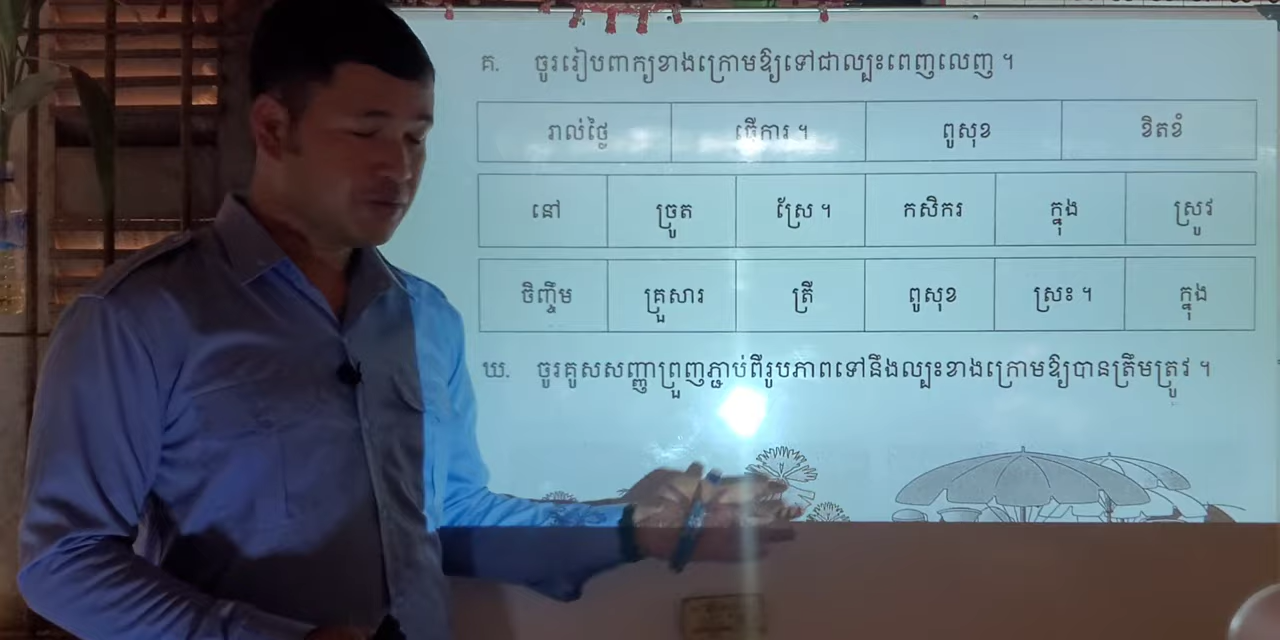 គ. ចូររៀបពាក្យខាងក្រោមឱ្យទៅជាល្បះពេញលេញ ។
រាល់ថ្ងៃ ធ្វើការ ។ ពូសុខ ខិតខំ
នៅ ច្រូត ស្រែ ។ កសិករ ក្នុង ស្រូវ
ចិញ្ចឹម គ្រួសារ ត្រី ពូសុខ ស្រះ ។ ក្នុង
ឃ. ចូរគូសសញ្ញាព្រួញភ្ជាប់ពីរូបភាពទៅនឹងល្បះខាងក្រោមឱ្យបានត្រឹមត្រូវ ។